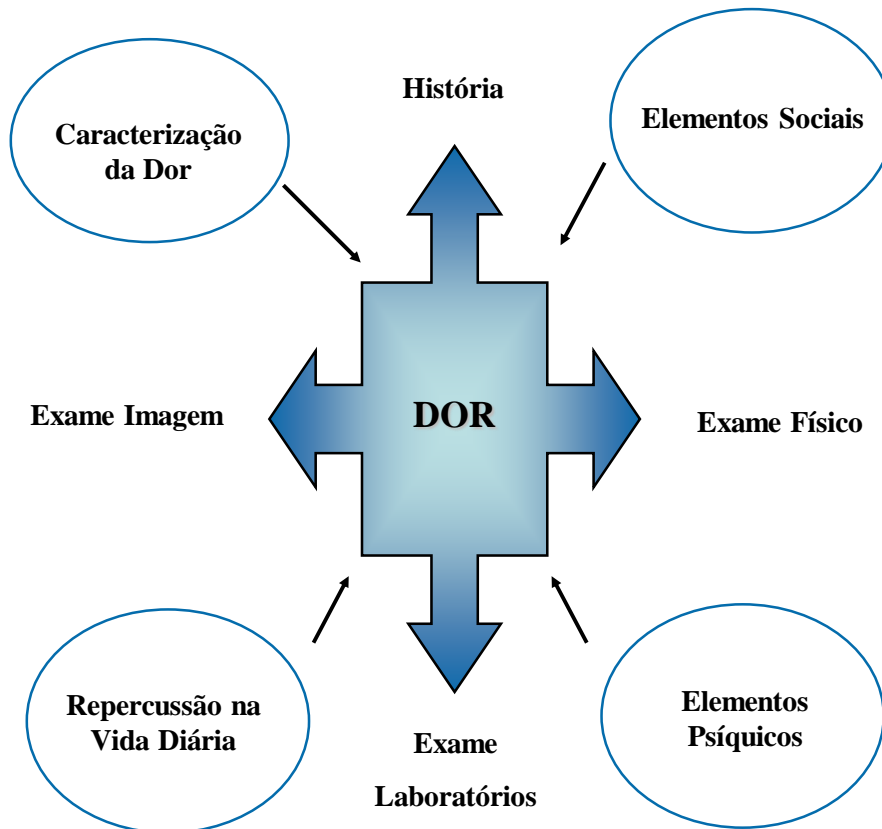 História
Elementos Sociais
Caracterização
da Dor
Exame Imagem
DOR
Exame Físico
Repercussão na
Vida Diária
Elementos
Psíquicos
Exame
Laboratórios